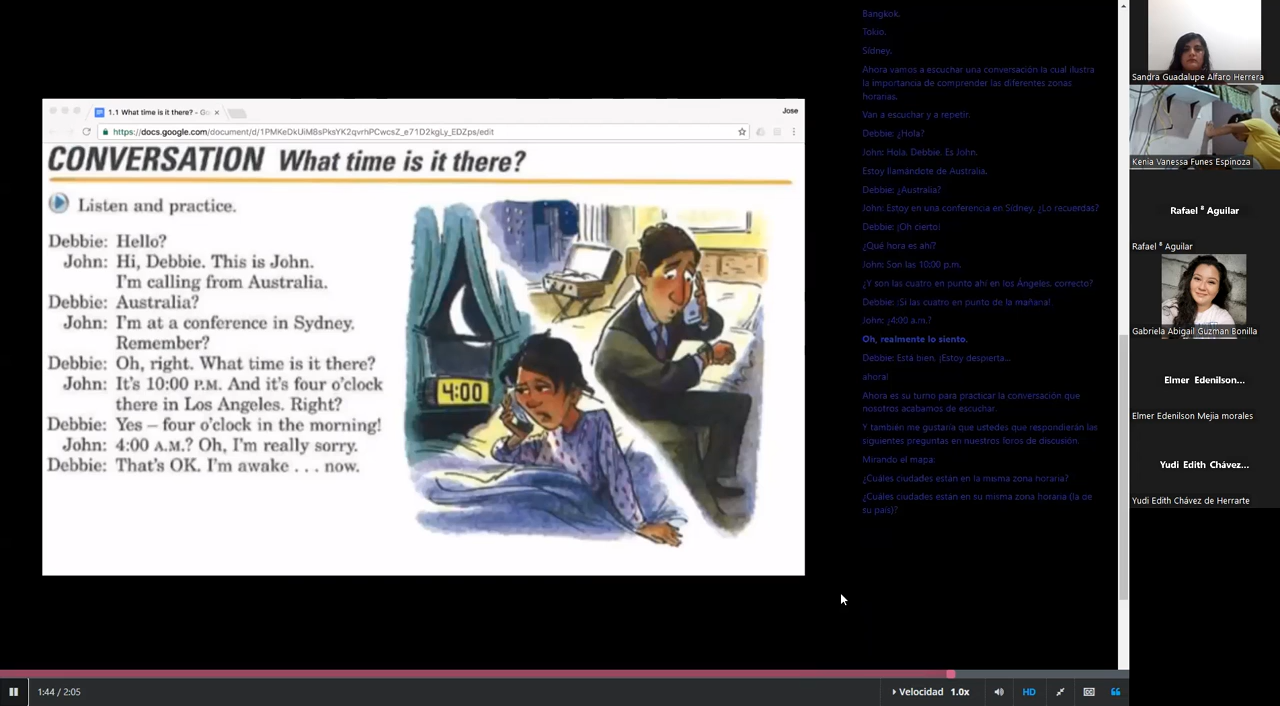 1.1 What time is it there? - Go
Jose
https://docs.google.com/document/d/1PMKeDkUiM8sPksYK2qvrhPCwcsZ_e71D2kgLy_EDZps/edit
CONVERSATION What time is it there?
Listen and practice.
Debbie: Hello?
John: Hi, Debbie. This is John.
I'm calling from Australia.
Debbie: Australia?
John: I'm at a conference in Sydney.
Remember?
Debbie: Oh, right. What time is it there?
John: It's 10:00 P.M. And it's four o'clock
there in Los Angeles. Right?
Debbie: Yes – four o'clock in the morning!
John: 4:00 A.M.? Oh, I'm really sorry.
Debbie: That's OK. I'm awake . . . now.
4:00
Bangkok.
Tokio.
Sídney.
Ahora vamos a escuchar una conversación la cual ilustra
la importancia de comprender las diferentes zonas
horarias.
Van a escuchar y a repetir.
Debbie: ¿Hola?
John: Hola. Debbie. Es John.
Estoy llamándote de Australia.
Debbie: ¿Australia?
John: Estoy en una conferencia en Sídney. ¿Lo recuerdas?
Debbie: ¡Oh cierto!
¿Qué hora es ahí?
John: Son las 10:00 p.m.
¿Y son las cuatro en punto ahí en los Ángeles, correcto?
Debbie: ¡Si las cuatro en punto de la mañana!
John: ¡4:00 a.m.?
Oh, realmente lo siento.
Debbie: Está bien. ¡Estoy despierta...
ahora!
Ahora es su turno para practicar la conversación que
nosotros acabamos de escuchar.
Y también me gustaría que ustedes que respondieran las
siguientes preguntas en nuestros foros de discusión.
Mirando el mapa:
¿Cuáles ciudades están en la misma zona horaria?
¿Cuáles ciudades están en su misma zona horaria (la de
su país)?
Sandra Guadalupe Alfaro Herrera
Kenia Vanessa Funes Espinoza
Rafael ª Aguilar
Rafael ª Aguilar
Gabriela Abigail Guzman Bonilla
Elmer Edenilson...
Elmer Edenilson Mejia morales
Yudi Edith Chávez...
Yudi Edith Chávez de Herrarte
1:44 / 2:05
Velocidad 1.0x
HD